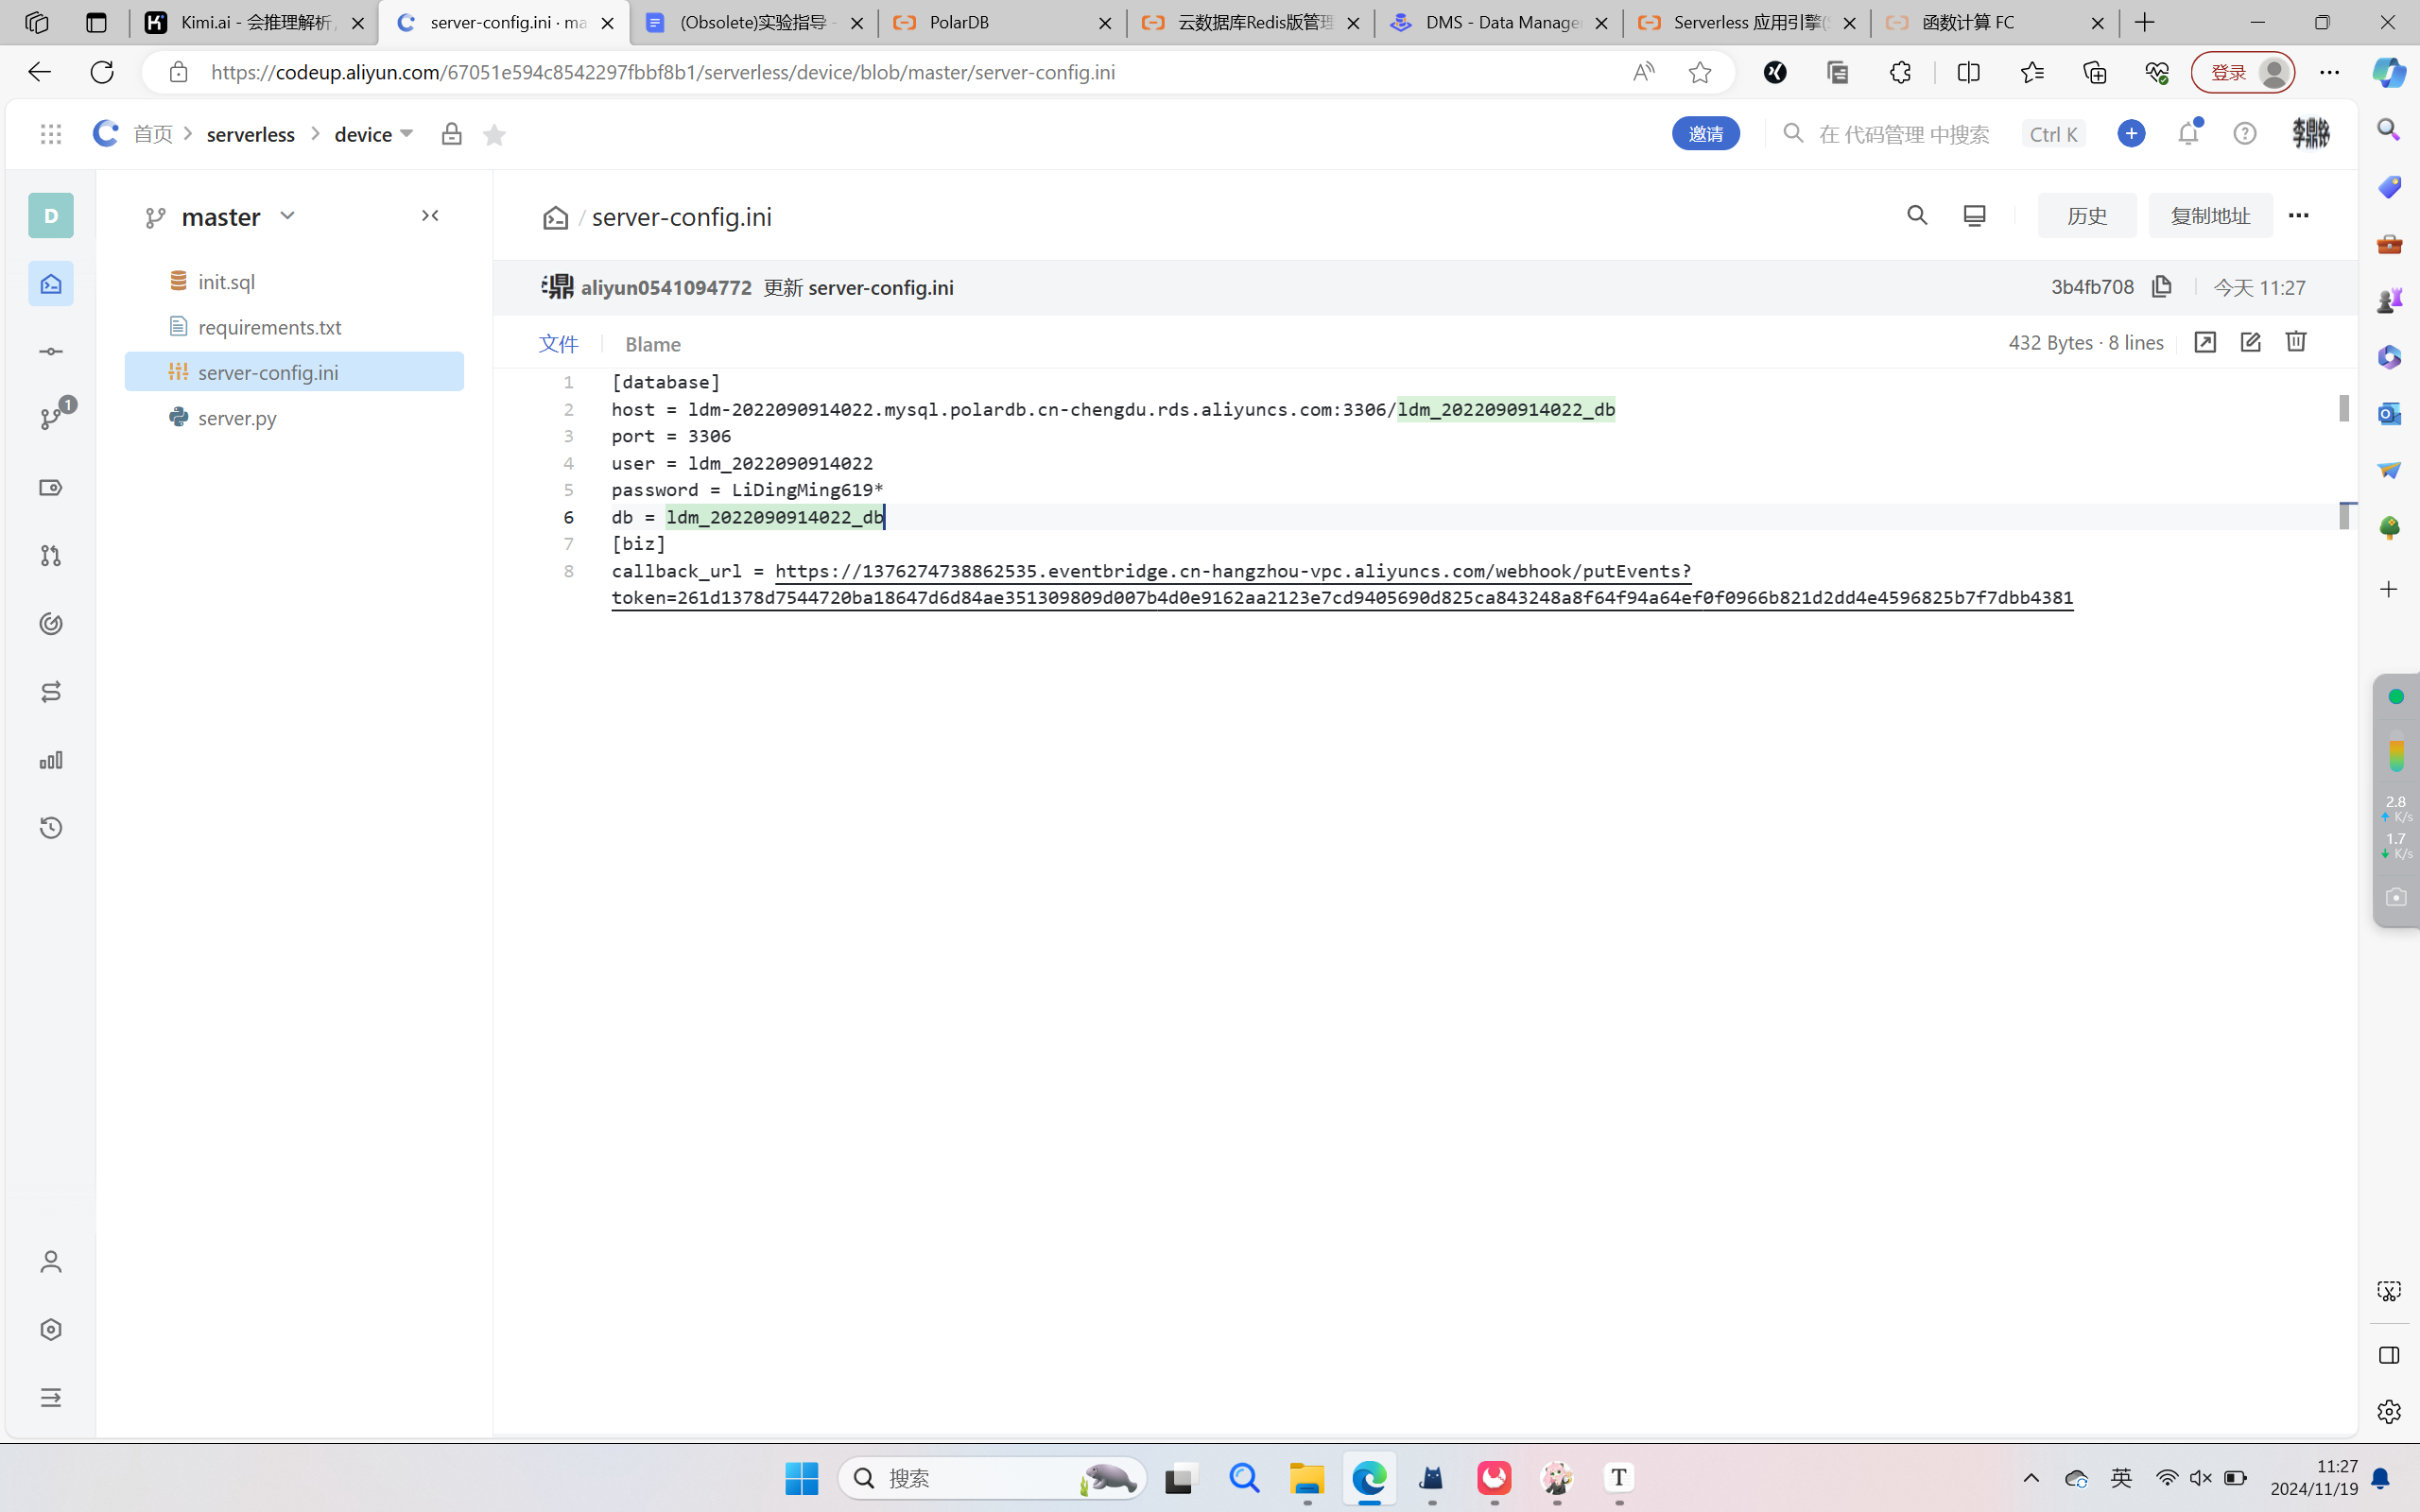 Kimi.ai - 会推理解析,
server-config.ini · ma
(Obsolete)实验指导 -
PolarDB
云数据库Redis版管理
DMS - Data Manager
Serverless 应用引擎(S
函数计算 FC
https://codeup.aliyun.com/67051e594c8542297fbbf8b1/serverless/device/blob/master/server-config.ini
登录
首页
serverless
device
邀请
在 代码管理 中搜索
Ctrl K
李鼎铭
D
master
server-config.ini
历史
复制地址
init.sql
requirements.txt
server-config.ini
server.py
1
aliyun0541094772 更新 server-config.ini
3b4fb708
今天 11:27
文件
Blame
432 Bytes · 8 lines
1 [database]
2 host = ldm-2022090914022.mysql.polardb.cn-chengdu.rds.aliyuncs.com:3306/ldm_2022090914022_db
3 port = 3306
4 user = ldm_2022090914022
5 password = LiDingMing619*
6 db = ldm_2022090914022_db
7 [biz]
8 callback_url = https://1376274738862535.eventbridge.cn-hangzhou-vpc.aliyuncs.com/webhook/putEvents?
token=261d1378d7544720ba18647d6d84ae351309809d007b4d0e9162aa2123e7cd9405690d825ca843248a8f64f94a64ef0f0966b821d2dd4e4596825b7f7dbb4381
2.8
K/s
1.7
K/s
搜索
英
11:27
2024/11/19